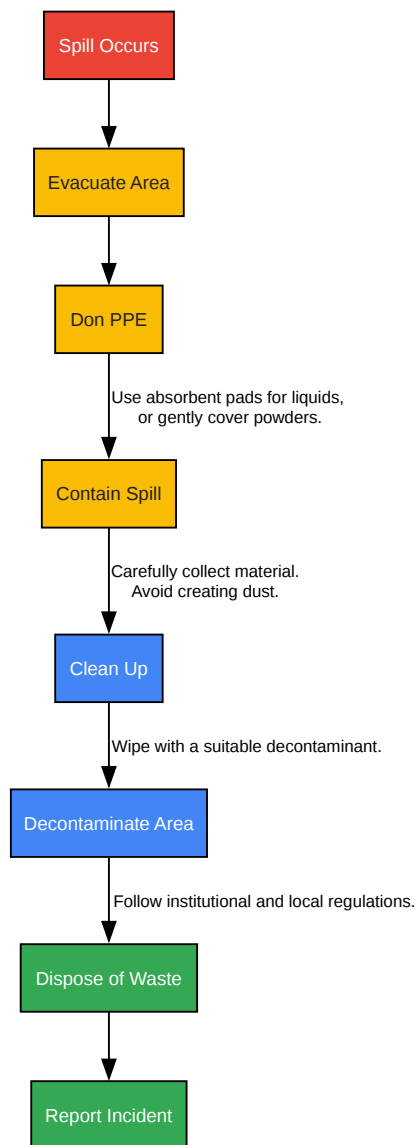 Spill Occurs
Evacuate Area
Don PPE
Use absorbent pads for liquids,
or gently cover powders.
Contain Spill
Carefully collect material.
Avoid creating dust.
Clean Up
Wipe with a suitable decontaminant.
Decontaminate Area
Follow institutional and local regulations.
Dispose of Waste
Report Incident